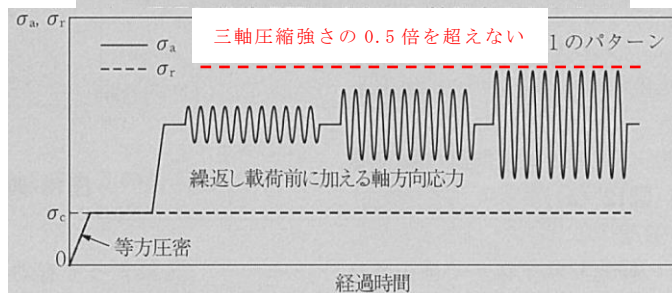 σa, σr
三軸圧縮強さの 0.5 倍を超えない
1のパターン
σa
σr
繰返し載荷前に加える軸方向応力
σc
等方圧密
0
経過時間